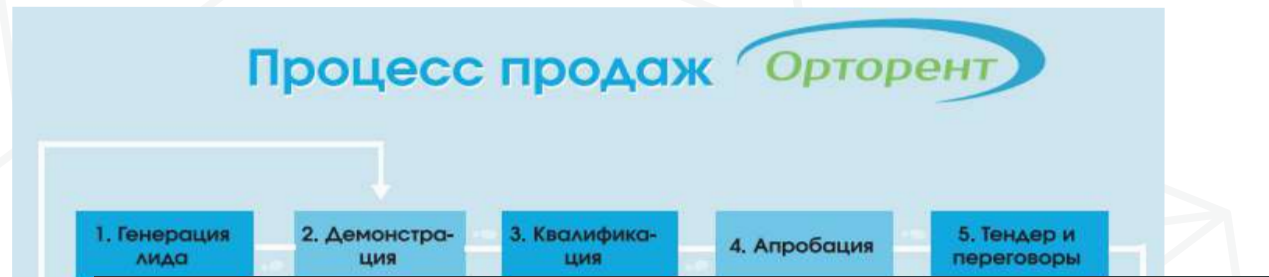 Процесс продаж Орторент
1. Генерация
лида
2. Демонстра-
ция
3. Квалифика-
ция
4. Апробация
5. Тендер и
переговоры